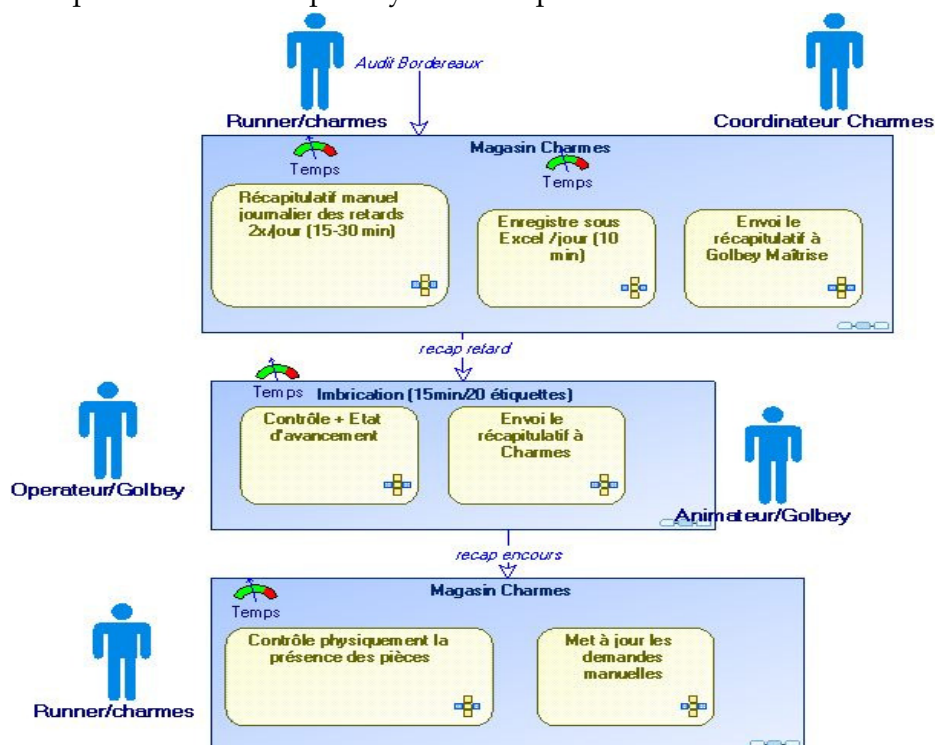 Audit Bordereaux
Runner/charmes
Coordinateur Charmes
Magasin Charmes
Temps
Temps
Récapitulatif manuel
journalier des retards
2x/jour (15-30 min)
Enregistre sous
Excel /jour (10
min)
Envoi le
récapitulatif à
Golbey Maîtrise
recap retard
Temps
Imbrication (15min/20 étiquettes)
Contrôle + Etat
d'avancement
Envoi le
récapitulatif à
Charmes
Operateur/Golbey
Animateur/Golbey
recap encours
Magasin Charmes
Temps
Contrôle physiquement la
présence des pièces
Met à jour les
demandes
manuelles
Runner/charmes